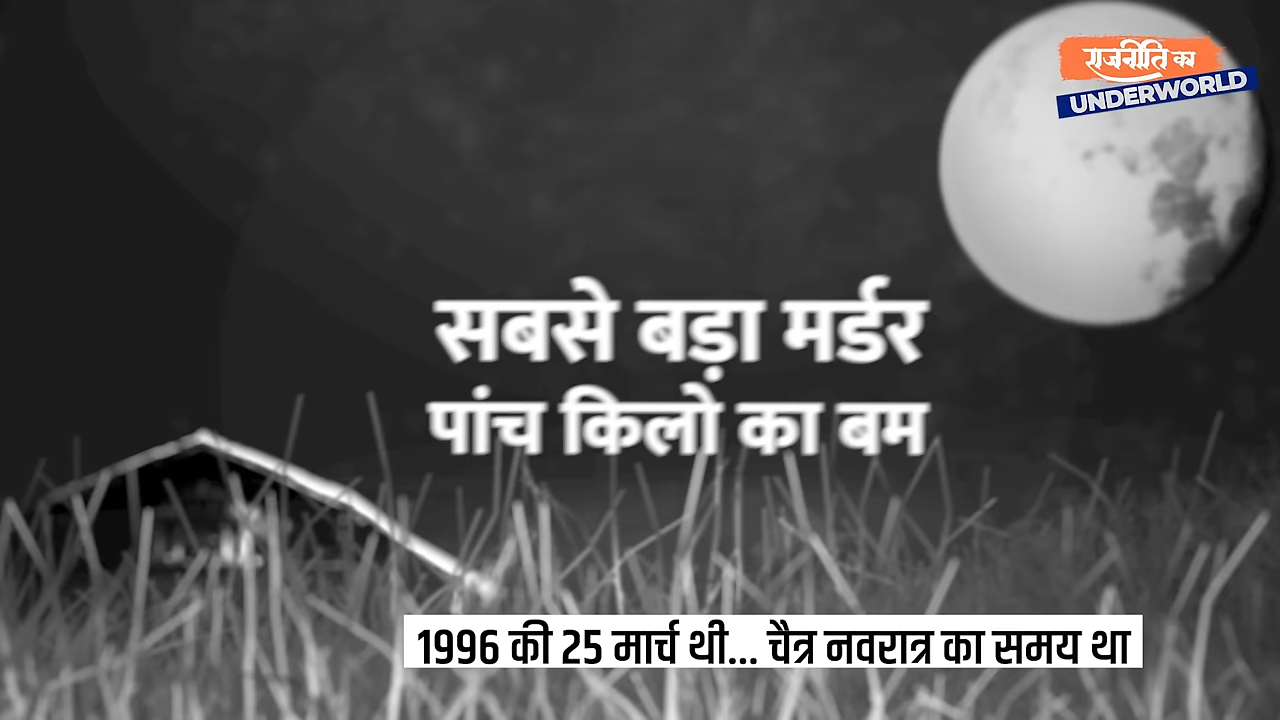 राजनीति का
UNDERWORLD
सबसे बड़ा मर्डर
पांच किलो का बम
1996 की 25 मार्च थी... चैत्र नवरात्र का समय था